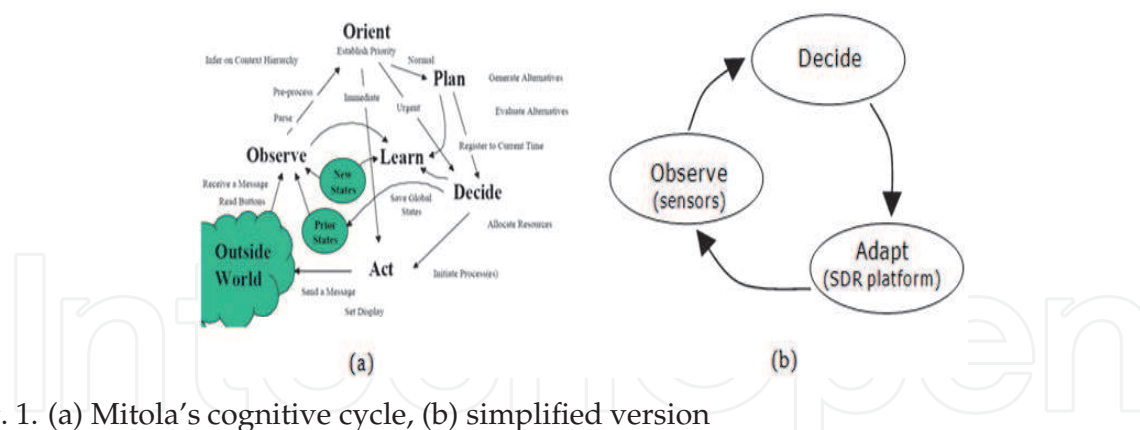 Orient
Establish Priority
Infer on Context Hierarchy
Normal
Plan
Generate Alternatives
Pre-process
Immediate
Urgent
Evaluate Alternatives
Parse
Register to Current Time
Observe
Learn
New
States
Receive a Message
Read Buttons
Decide
Save Global
States
Prior
States
Allocate Resources
Outside
World
Act
Initiate Process(es)
Send a Message
Set Display
(a)
Decide
Observe
(sensors)
Adapt
(SDR platform)
(b)
IntechOpen
. 1. (a) Mitola's cognitive cycle, (b) simplified version